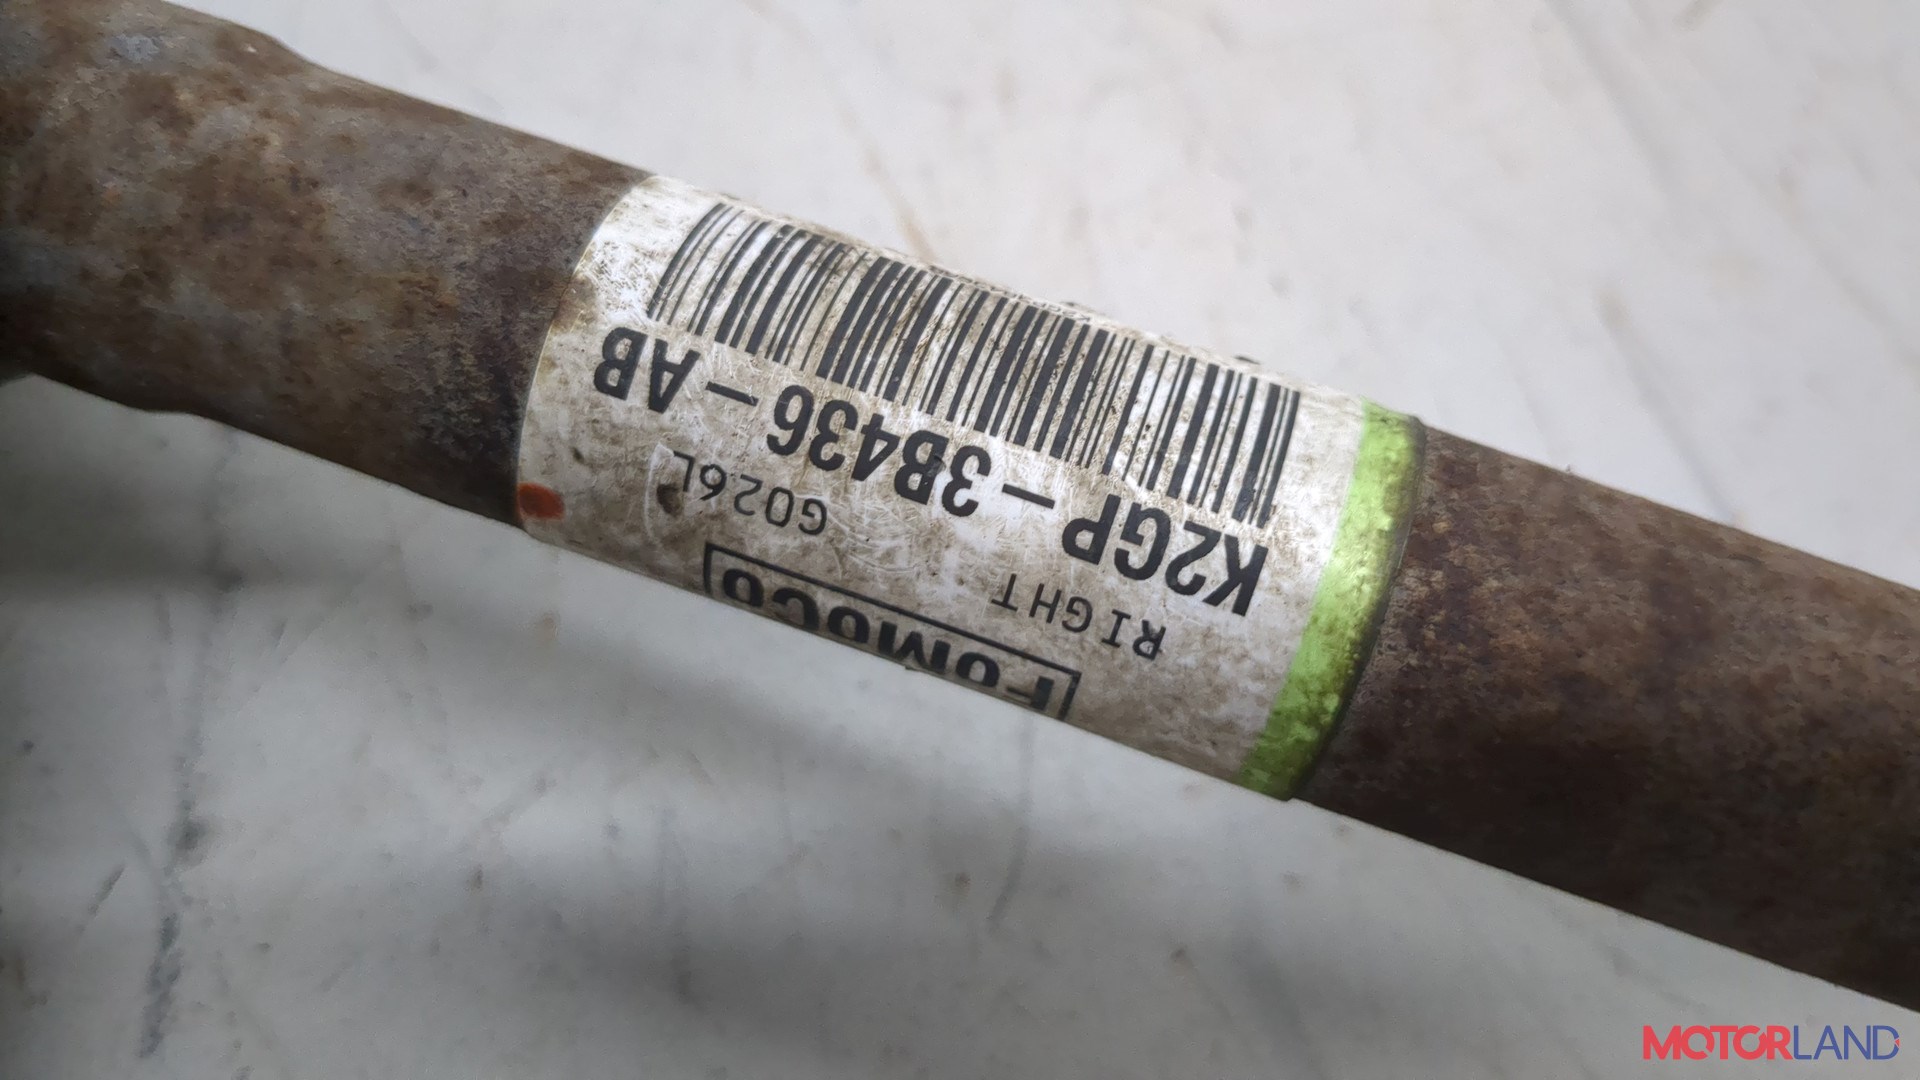 FoMoCo
RIGHT G026L
K2GP-3B436-AB
MOTORLAND